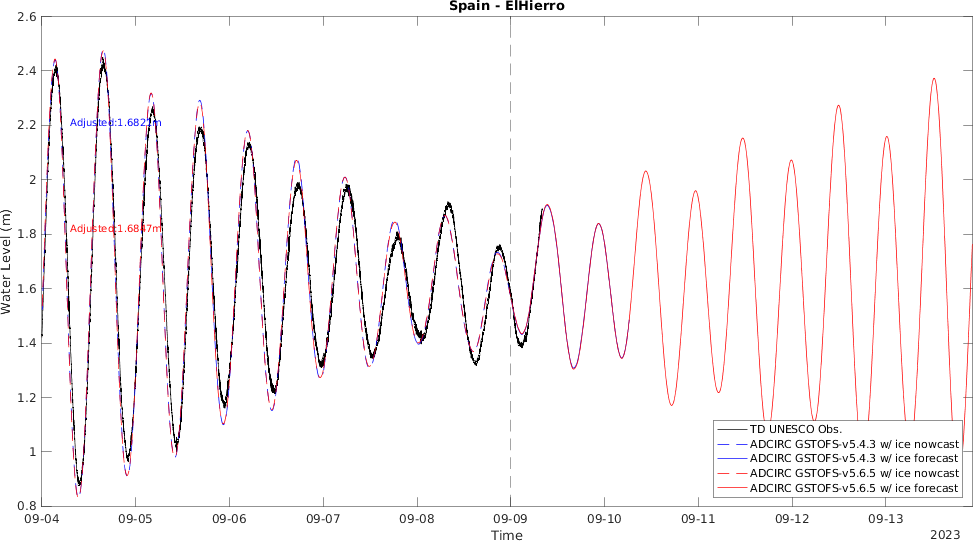 Spain - ElHierro
2.6
2.4
2.2
2
1.8
1.6
1.4
1.2
1
0.8
Water Level (m)
Adjusted:1.6822m
Adjusted:1.6847m
TD UNESCO Obs.
ADCIRC GSTOFS-v5.4.3 w/ ice nowcast
ADCIRC GSTOFS-v5.4.3 w/ ice forecast
ADCIRC GSTOFS-v5.6.5 w/ ice nowcast
ADCIRC GSTOFS-v5.6.5 w/ ice forecast
09-04 09-05 09-06 09-07 09-08 09-09 09-10 09-11 09-12 09-13
Time
2023